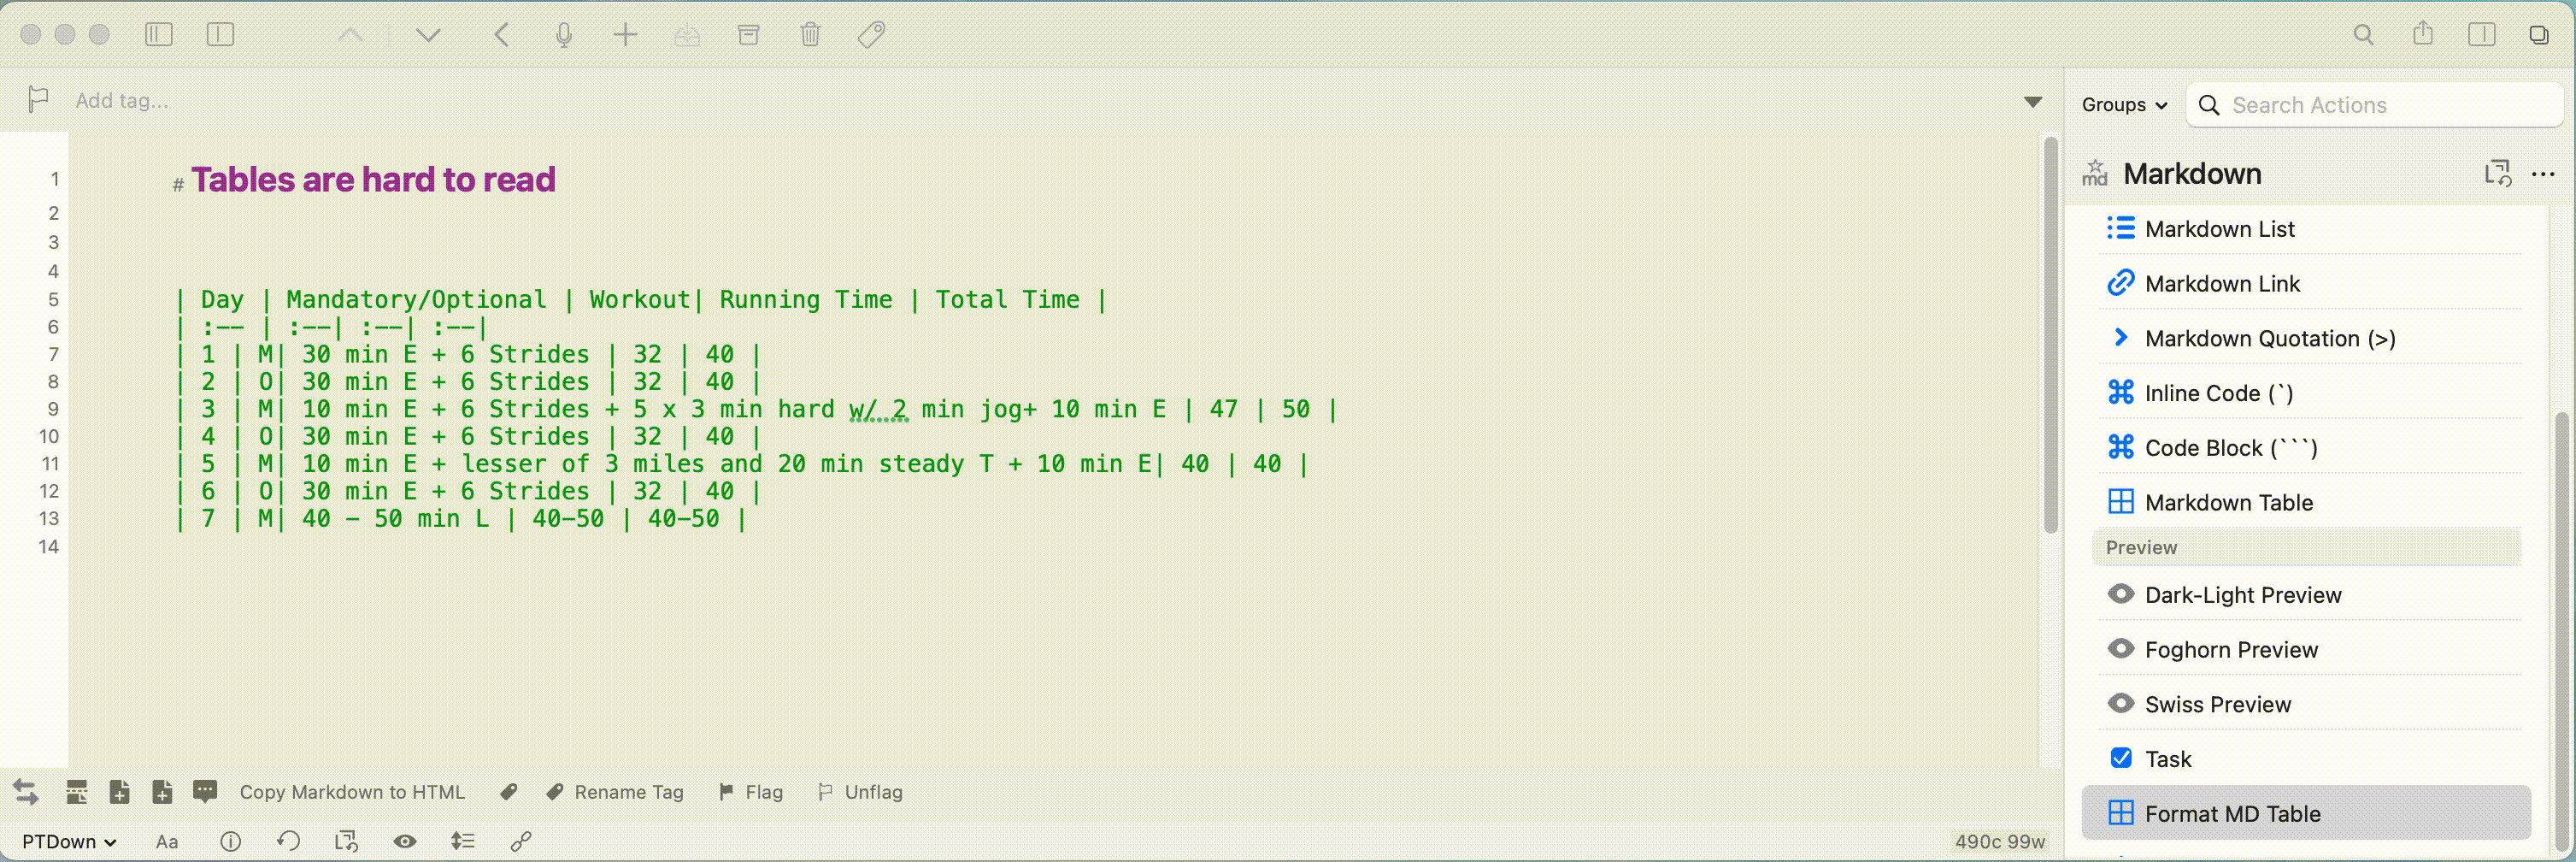 Add tag...
Groups
Search Actions
1 # Tables are hard to read
2
3
4
5 | Day | Mandatory/Optional | Workout| Running Time | Total Time |
6 | :-- | :--| :--| :--|
7 | 1 | M| 30 min E + 6 Strides | 32 | 40 |
8 | 2 | O| 30 min E + 6 Strides | 32 | 40 |
9 | 3 | M| 10 min E + 6 Strides + 5 x 3 min hard w/ 2 min jog+ 10 min E | 47 | 50 |
10 | 4 | O| 30 min E + 6 Strides | 32 | 40 |
11 | 5 | M| 10 min E + lesser of 3 miles and 20 min steady T + 10 min E| 40 | 40 |
12 | 6 | O| 30 min E + 6 Strides | 32 | 40 |
13 | 7 | M| 40 - 50 min L | 40-50 | 40-50 |
14
Copy Markdown to HTML Rename Tag Flag Unflag
PTDown Aa 490c 99w
md Markdown
Markdown List
Markdown Link
Markdown Quotation (>)
Inline Code (`)
Code Block (```)
Markdown Table
Preview
Dark-Light Preview
Foghorn Preview
Swiss Preview
Task
Format MD Table